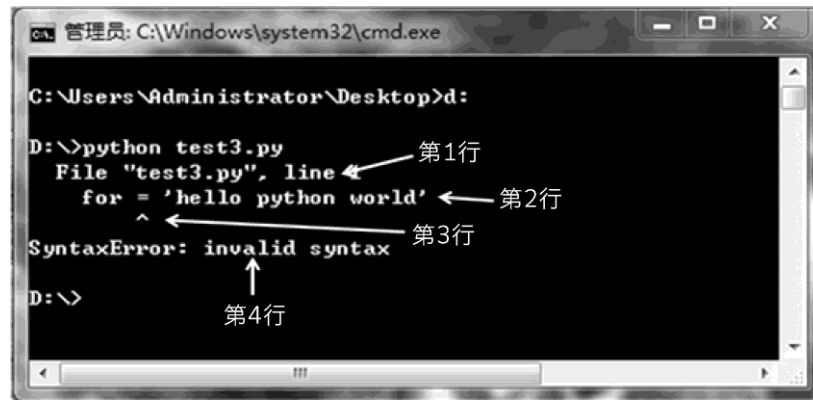 管理员: C:\Windows\system32\cmd.exe
C:\Users\Administrator\Desktop>d:
D:\>python test3.py
第1行
File "test3.py", line
for = 'hello python world'
第2行
^
第3行
SyntaxError: invalid syntax
第4行
D:\>